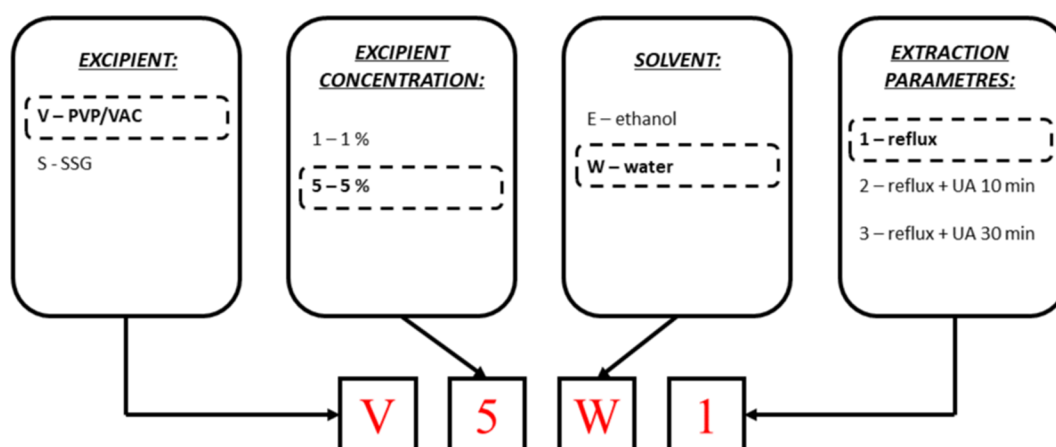 EXCIPIENT:
V – PVP/VAC
S - SSG
EXCIPIENT
CONCENTRATION:
1 – 1 %
5 – 5 %
SOLVENT:
E – ethanol
W – water
EXTRACTION
PARAMETRES:
1 – reflux
2 – reflux + UA 10 min
3 – reflux + UA 30 min
V 5 W 1